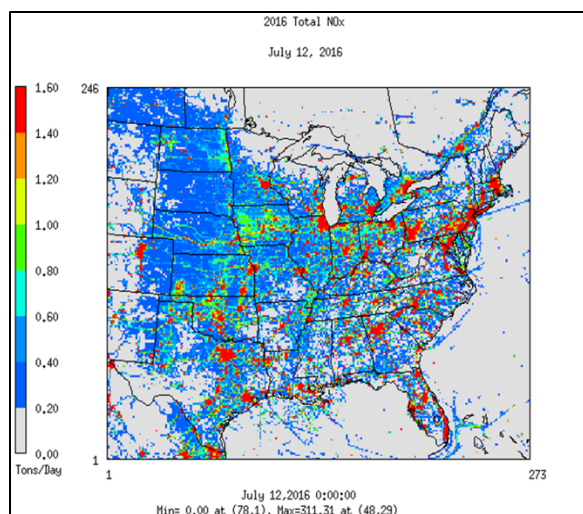 2016 Total NOx
July 12, 2016
246
1.60
1.40
1.20
1.00
0.80
0.60
0.40
0.20
0.00
Tons/Day
1
1
273
July 12,2016 0:00:00
Min= 0.00 at (78,1), Max=311.31 at (48,29)